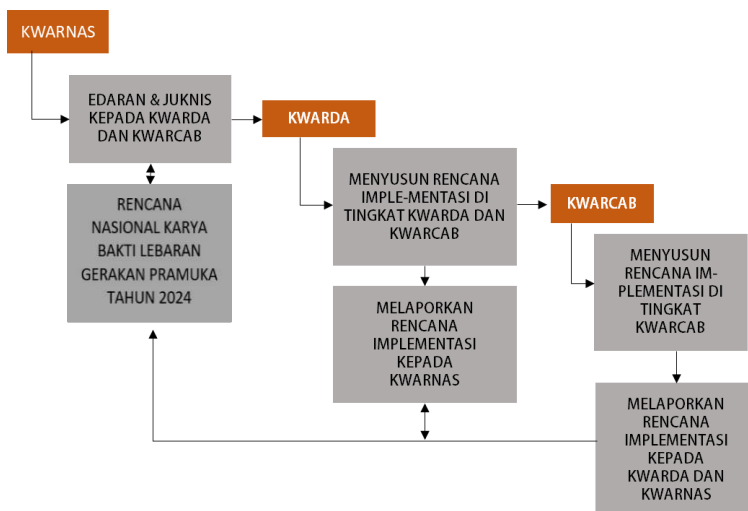 KWARNAS
EDARAN & JUKNIS
KEPADA KWARDA
DAN KWARCAB
KWARDA
RENCANA
NASIONAL KARYA
BAKTI LEBARAN
GERAKAN PRAMUKA
TAHUN 2024
MENYUSUN RENCANA
IMPLE-MENTASI DI
TINGKAT KWARDA DAN
KWARCAB
KWARCAB
MELAPORKAN
RENCANA
IMPLEMENTASI
KEPADA
KWARNAS
MENYUSUN
RENCANA IM-
PLEMENTASI DI
TINGKAT
KWARCAB
MELAPORKAN
RENCANA
IMPLEMENTASI
KEPADA
KWARDA DAN
KWARNAS